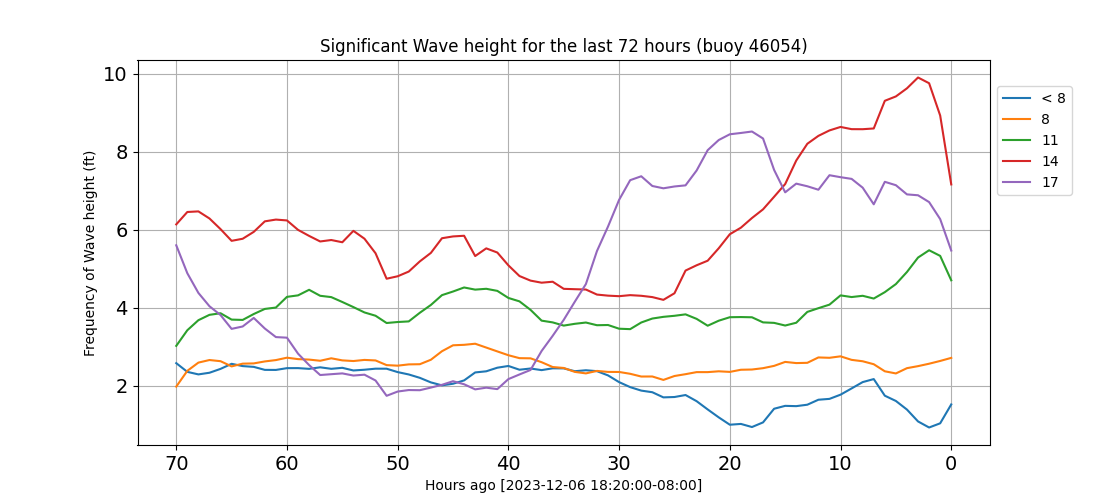 Significant Wave height for the last 72 hours (buoy 46054)
Frequency of Wave height (ft)
10
8
6
4
2
70 60 50 40 30 20 10 0
Hours ago [2023-12-06 18:20:00-08:00]
< 8
8
11
14
17